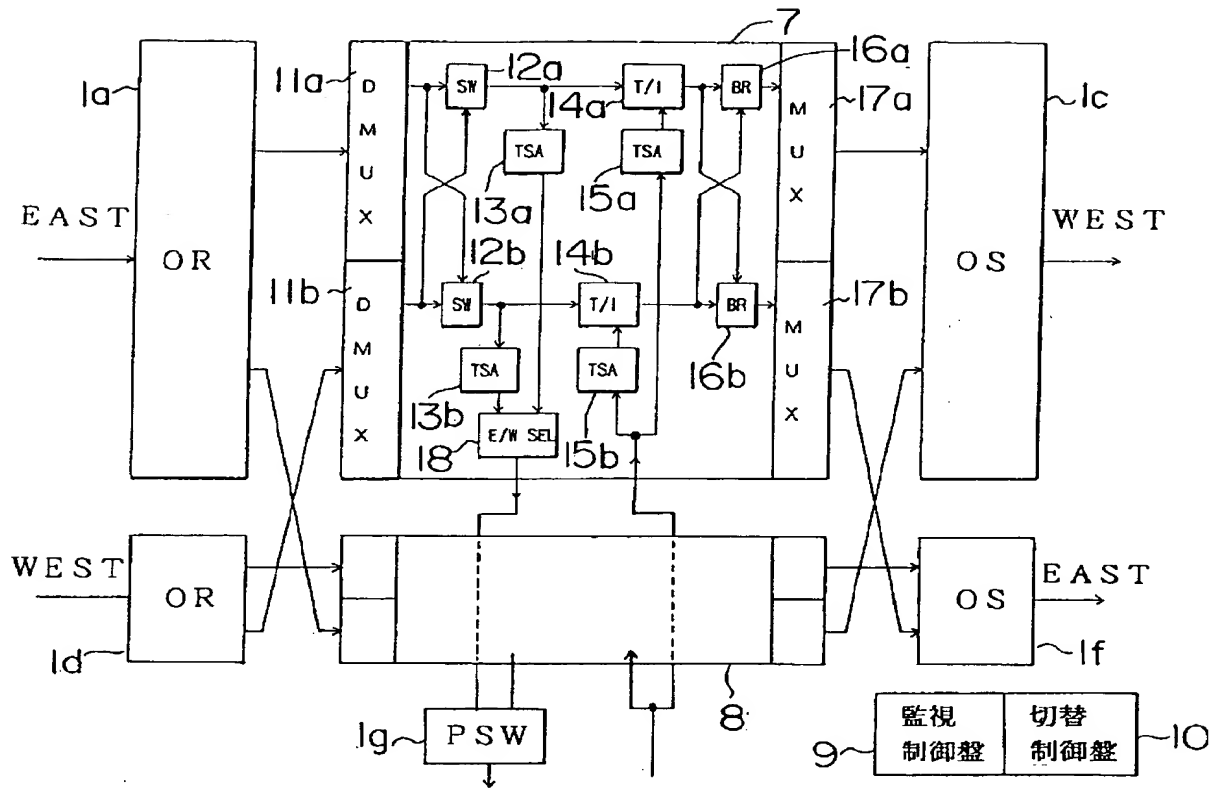 7
16a
1a
11a
D M U X
12a
SW
14a
T/I
BR
M U X
17a
1c
TSA
13a
TSA
15a
EAST
OR
12b
14b
WEST
OS
11b
D M U X
SW
T/I
BR
17b
M U X
TSA
13b
TSA
15b
16b
18
E/W SEL
WEST
OR
EAST
OS
1d
1f
8
1g
PSW
9
監視
制御盤
切替
制御盤
10